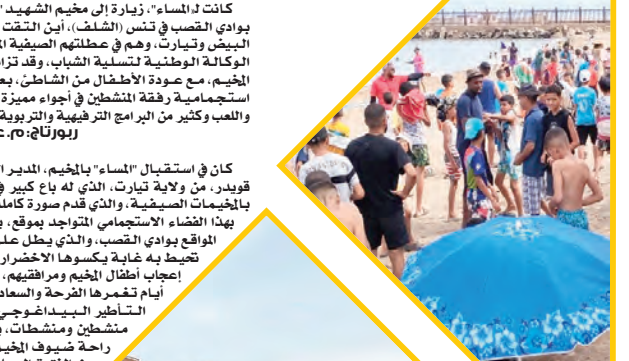 كانت لـ"المساء"، زيارة إلى مخيم الشهيد "
بوادي القصب في تنس (الشلف)، أين التقت
البيض وتيارت، وهم في عطلتهم الصيفية
الوكالة الوطنية لتسلية الشباب، وقد تزا
المخيم، مع عودة الأطفال من الشاطئ، بعد
استجمامية رفقة المنشطين في أجواء مميزة
واللعب وكثير من البرامج الترفيهية والتربوية
ربورتاج: م.
كان في استقبال "المساء" بالمخيم، المدير
قويدر، من ولاية تيارت، الذي له باع كبير في
بالمخيمات الصيفية، والذي قدم صورة كاملة
بهذا الفضاء الاستجمامي المتواجد بموقع،
المواقع بوادي القصب، والذي يطل على
تحيط به غابة يكسوها الاخضرار
إعجاب أطفال المخيم ومرافقيهم،
أيام تغمرها الفرحة والسعاد
التأطير البيداغوجي
منشطين ومنشطات،
راحة ضيوف المخيم